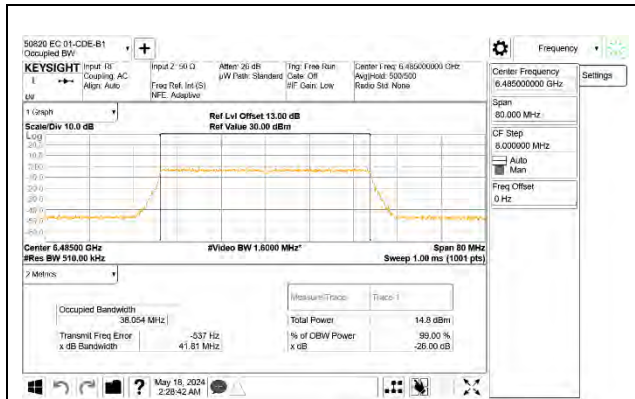 50820 EC 01-CDE-B1
Occupied BW
+
Frequency
KEYSIGHT
Input: RF
Coupling: AC
Align: Auto
Input Z: 50 Ω
Freq Ref: Int (S)
NFE: Adaptive
Atten: 26 dB
µW Path: Standard
Trig: Free Run
Gate: Off
#IF Gain: Low
Center Freq: 6.485000000 GHz
Avg|Hold: 500/500
Radio Std: None
Center Frequency
6.485000000 GHz
Settings
Span
80.000 MHz
CF Step
8.000000 MHz
Auto
Man
Freq Offset
0 Hz
1 Graph
Scale/Div 10.0 dB
Ref Lvl Offset 13.00 dB
Ref Value 30.00 dBm
Log
20.0
10.0
Center 6.48500 GHz
#Res BW 510.00 kHz
#Video BW 1.6000 MHz*
Span 80 MHz
Sweep 1.00 ms (1001 pts)
2 Metrics
Measure Trace
Trace 1
Occupied Bandwidth
38.054 MHz
Total Power
14.8 dBm
Transmit Freq Error
-537 Hz
% of OBW Power
99.00 %
x dB Bandwidth
41.81 MHz
x dB
-26.00 dB
?
May 18, 2024
2:28:42 AM